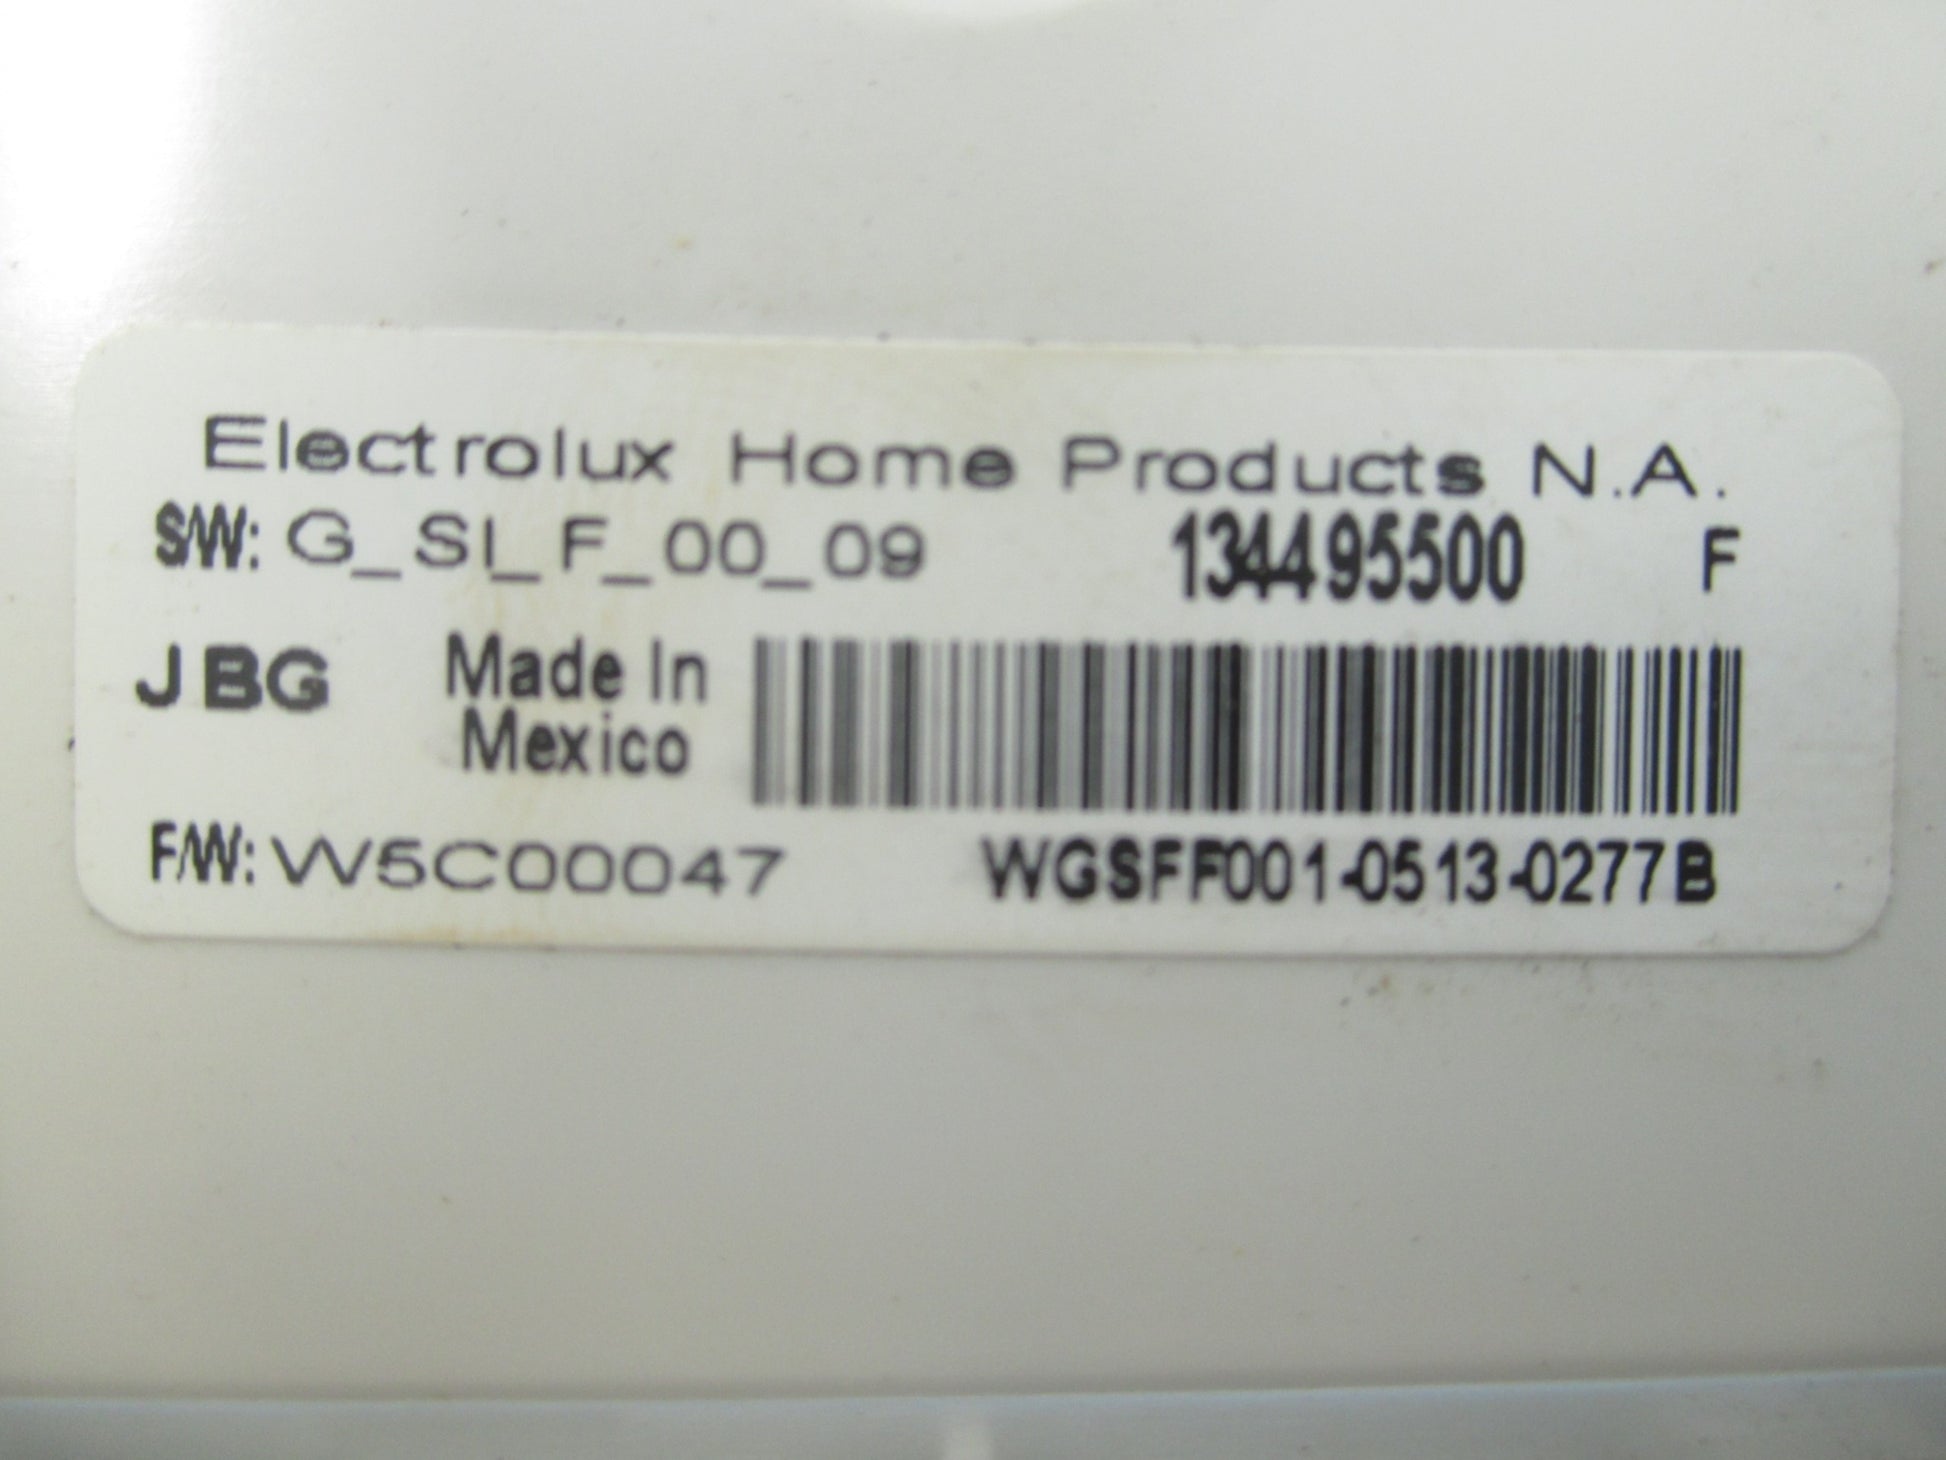 Electrolux Home Products N.A.
S/W: G_SI_F_00_09 134495500 F
JBG Made In
Mexico
F/W: W5C00047 WGSFF001-0513-0277B